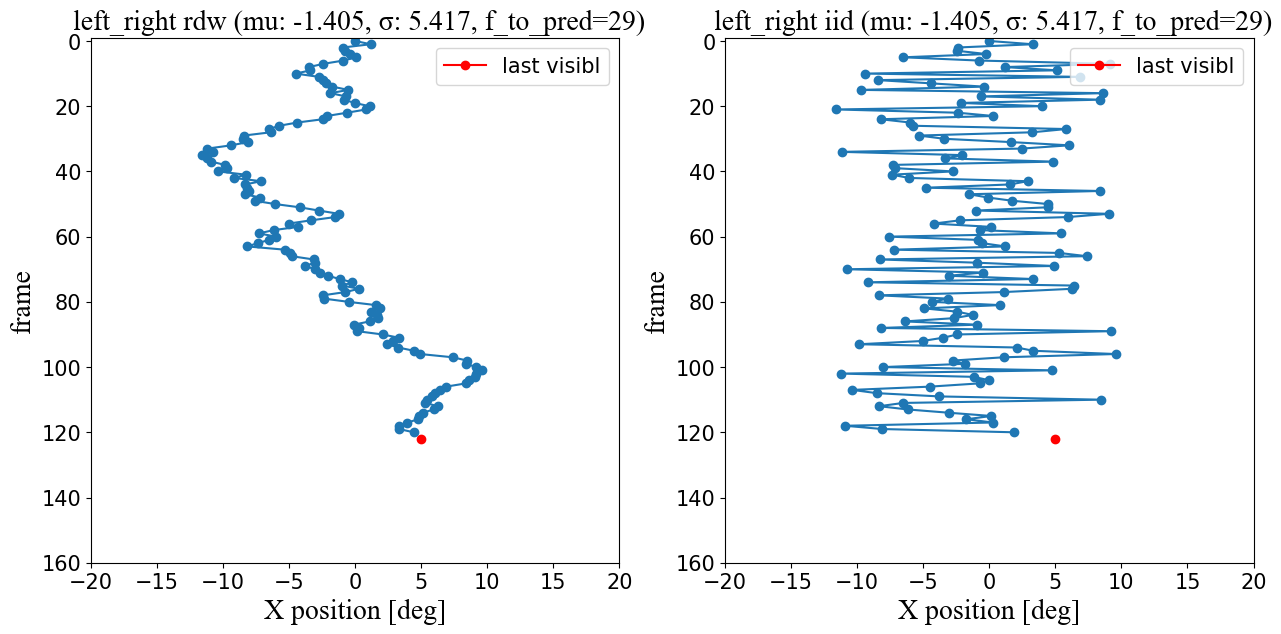 left_right rdw (mu: -1.405, σ: 5.417, f_to_pred=29)
last visibl
0
20
40
60
80
100
120
140
160
frame
−20 −15 −10 −5 0 5 10 15 20
X position [deg]
left_right iid (mu: -1.405, σ: 5.417, f_to_pred=29)
last visibl
0
20
40
60
80
100
120
140
160
frame
−20 −15 −10 −5 0 5 10 15 20
X position [deg]